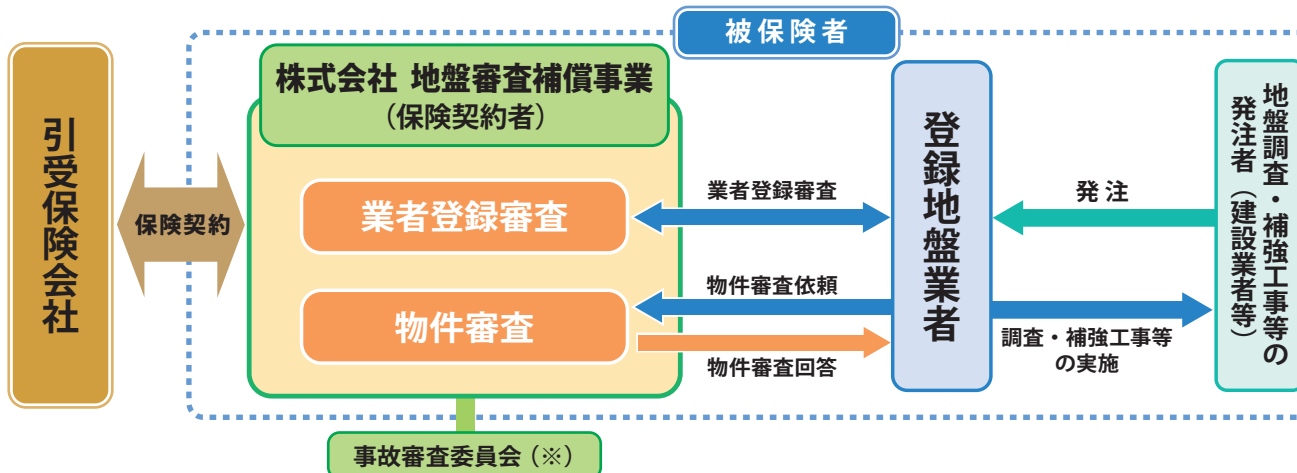 被保険者
引受保険会社
保険契約
株式会社 地盤審査補償事業
（保険契約者）
業者登録審査
物件審査
事故審査委員会（※）
業者登録審査
物件審査依頼
物件審査回答
登録地盤業者
発注
調査・補強工事等
の実施
地盤調査・補強工事等の
発注者（建設業者等）